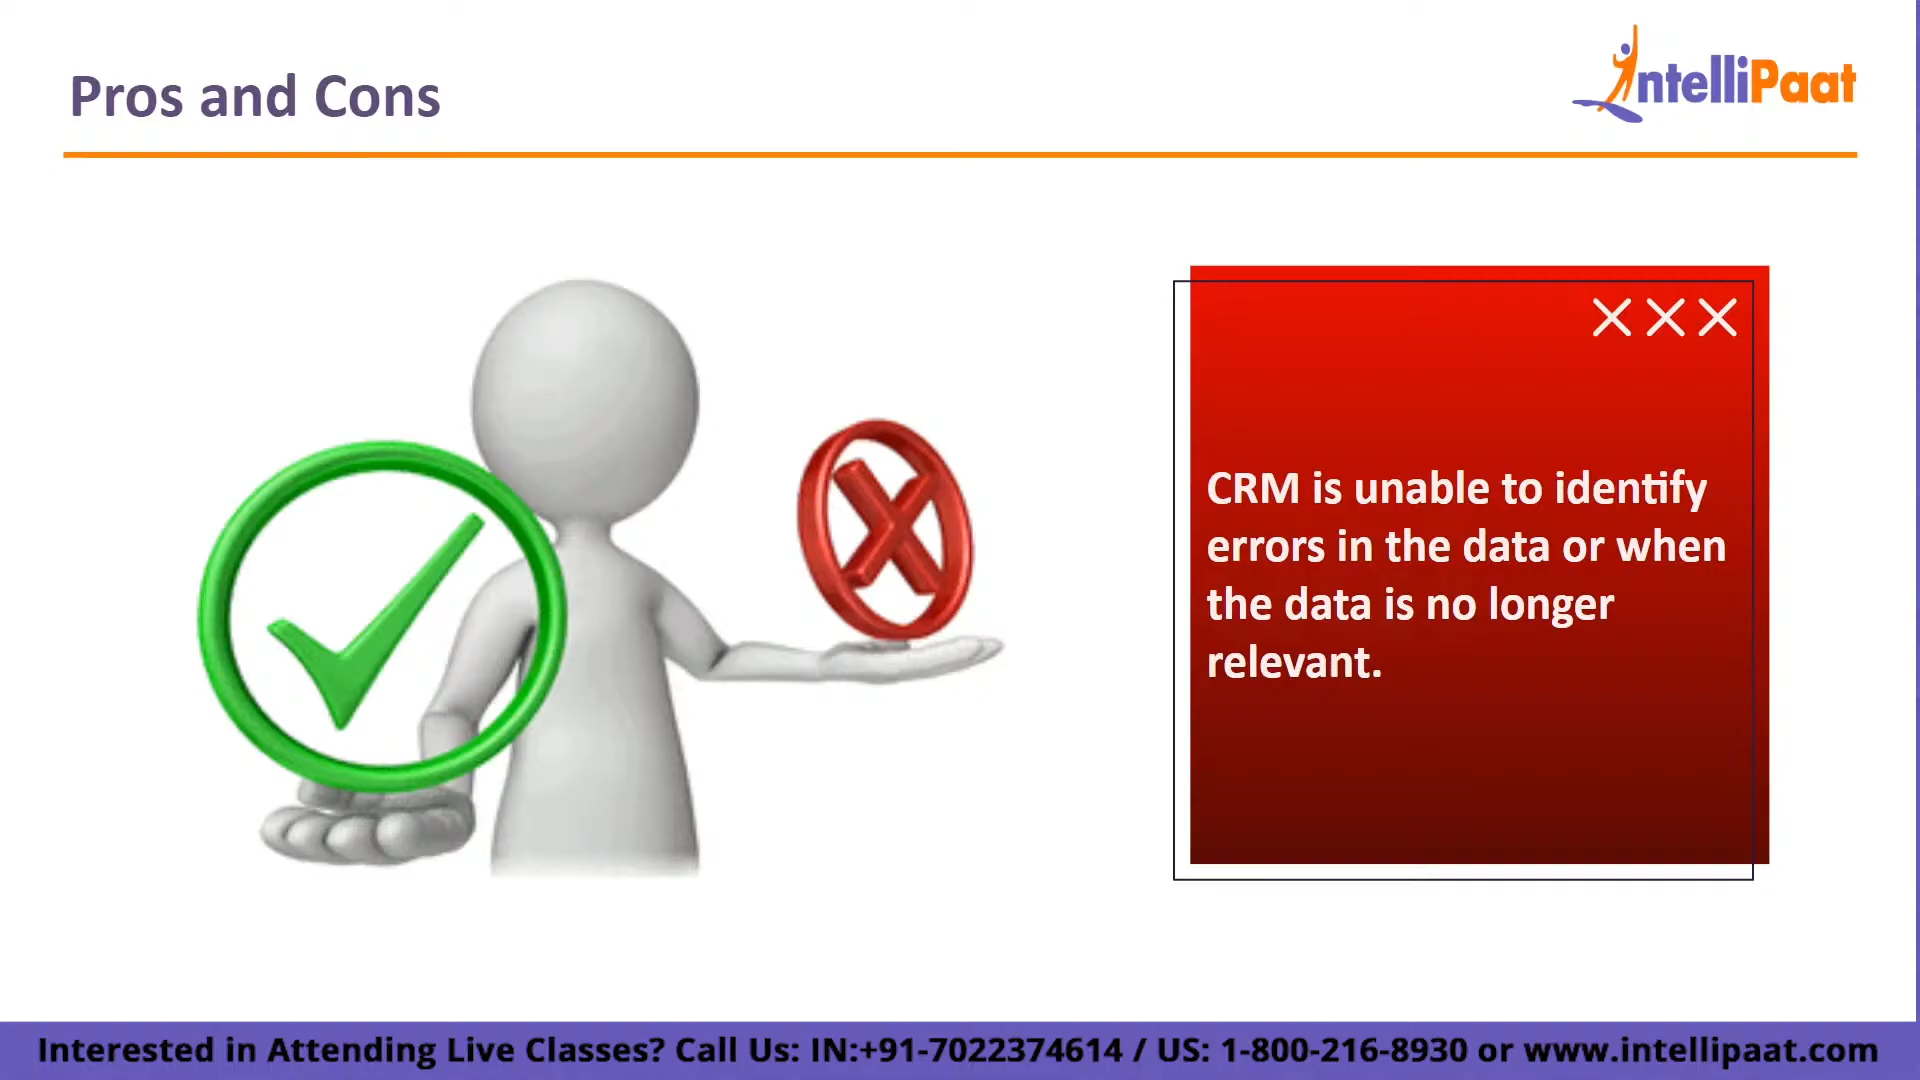 Pros and Cons
IntelliPaat
CRM is unable to identify
errors in the data or when
the data is no longer
relevant.
Interested in Attending Live Classes? Call Us: IN:+91-7022374614 / US: 1-800-216-8930 or www.intellipaat.com